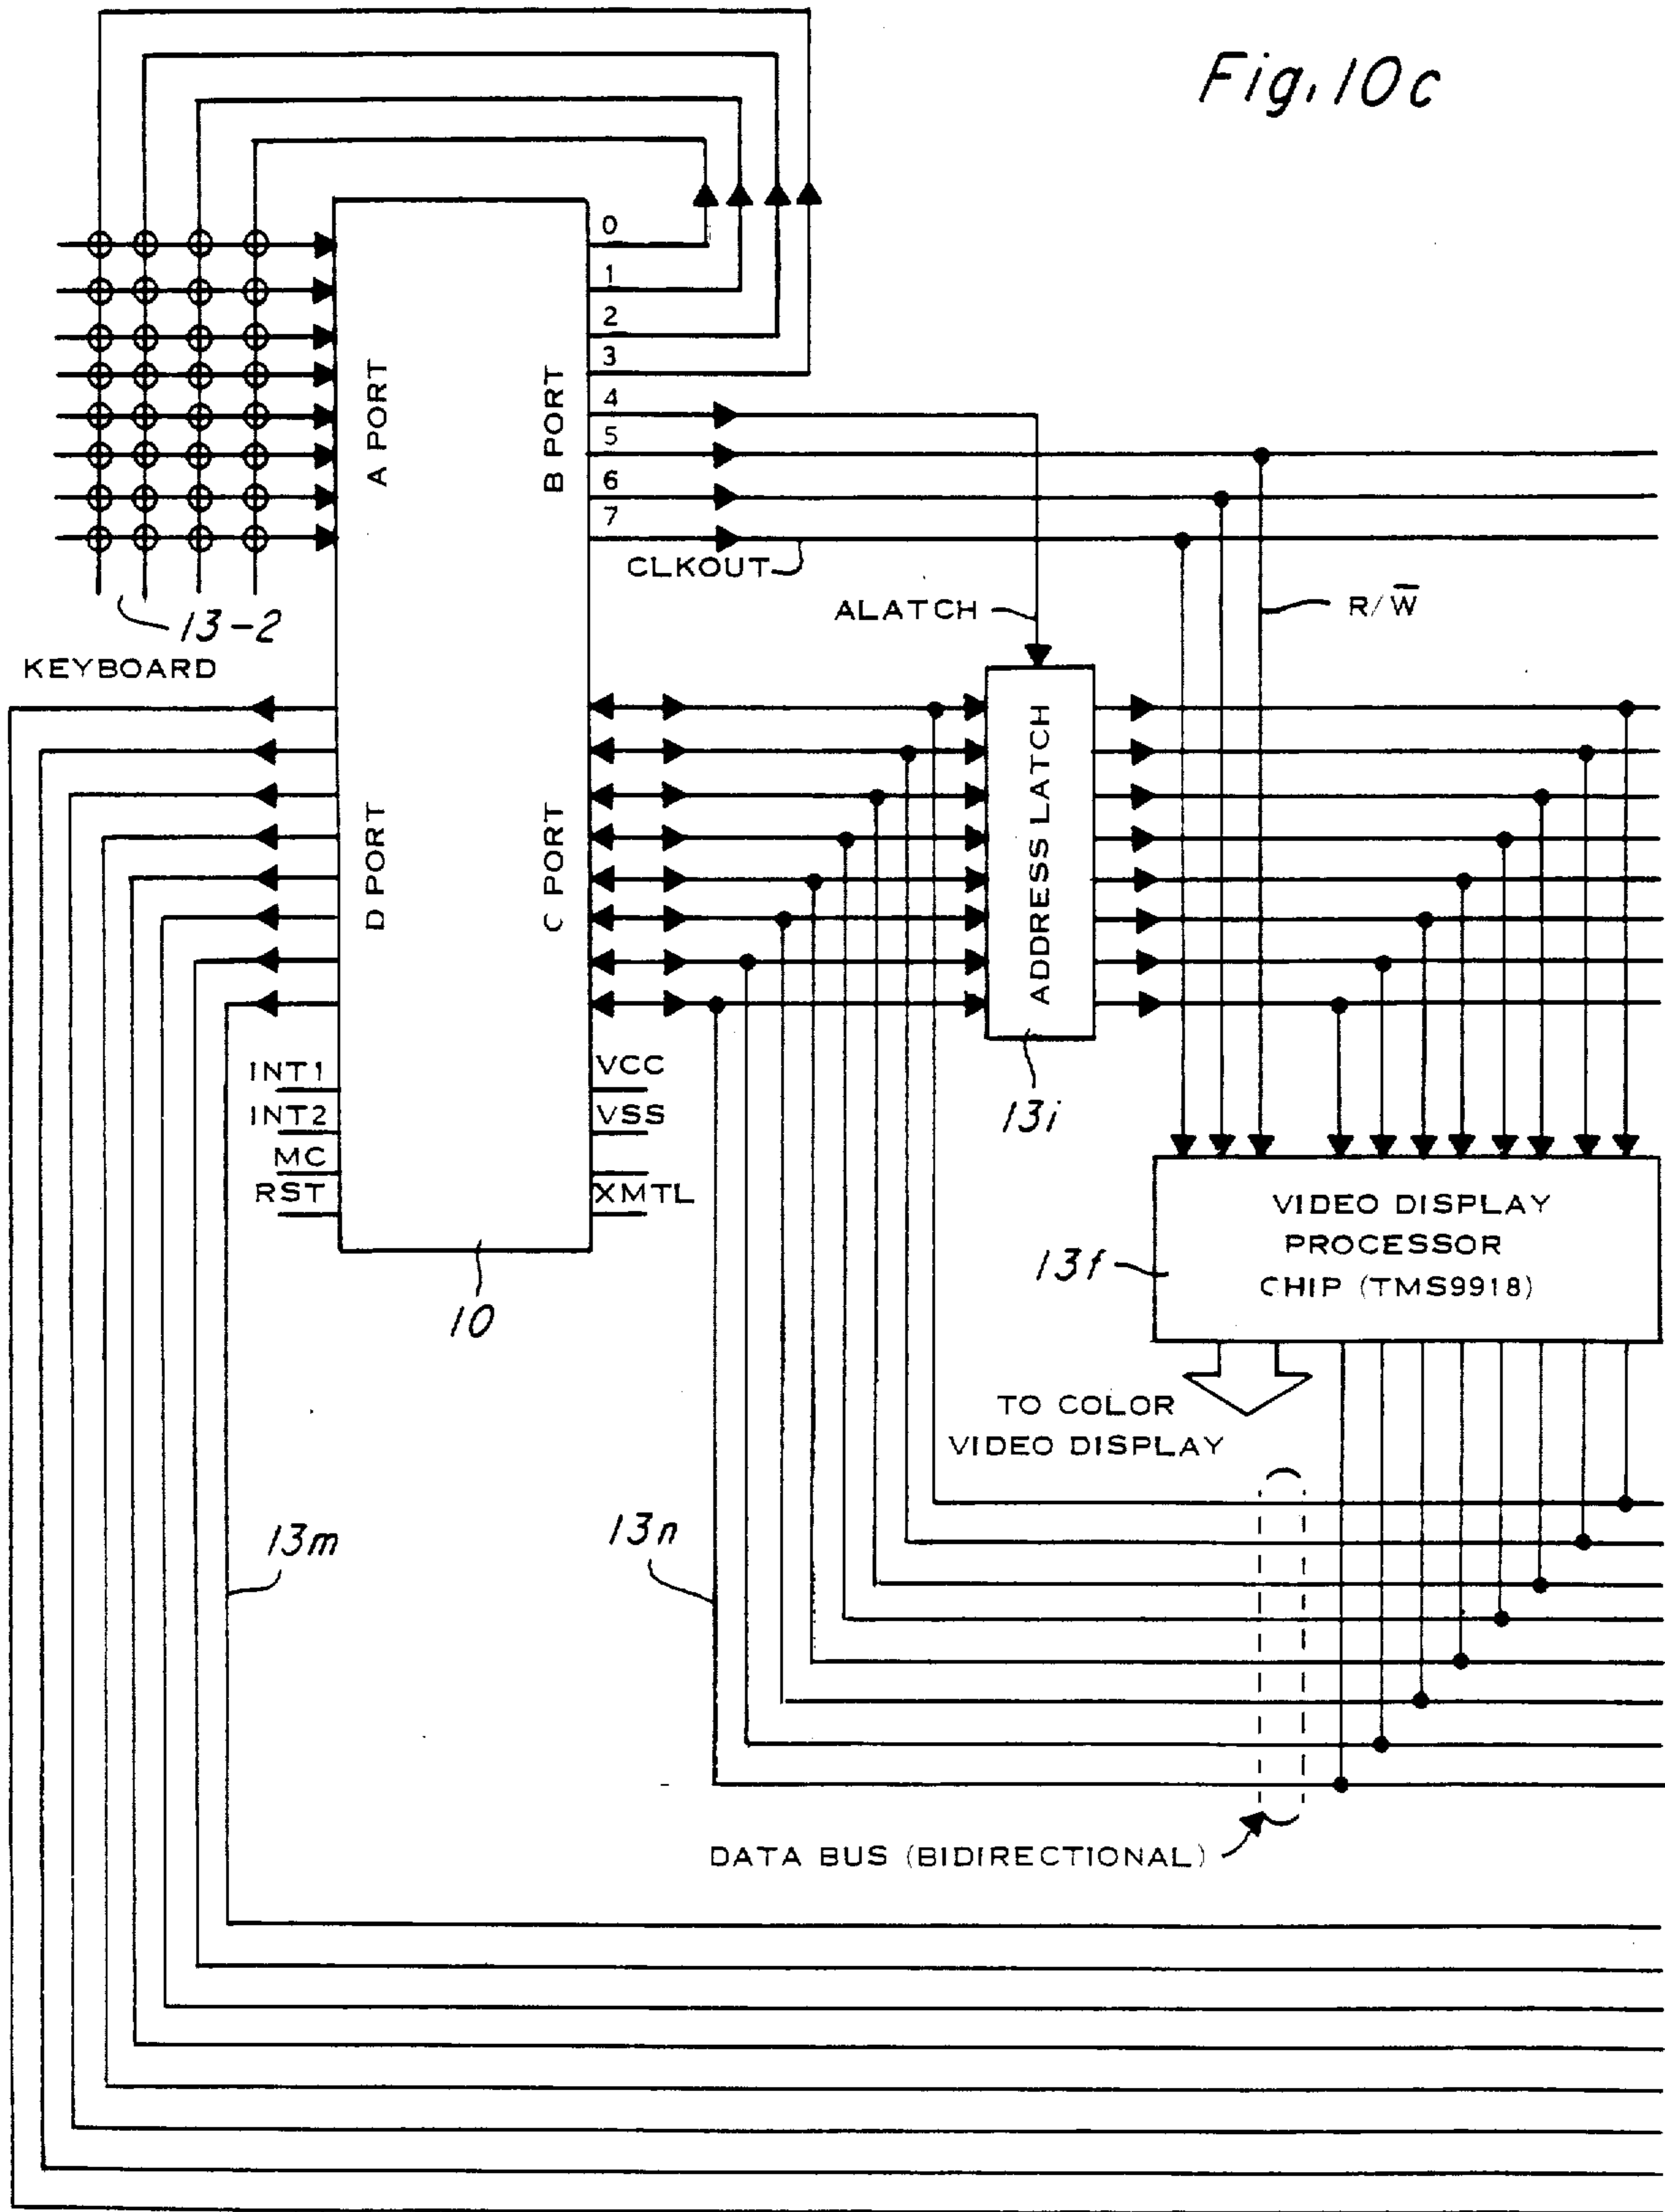 Fig. 10c
0
1
2
3
4
5
6
7
A PORT
B PORT
CLKOUT
ALATCH
R/W̅
13-2
KEYBOARD
D PORT
C PORT
ADDRESS LATCH
13i
INT1
INT2
MC
RST
VCC
VSS
XMTL
10
13f
VIDEO DISPLAY
PROCESSOR
CHIP (TMS9918)
TO COLOR
VIDEO DISPLAY
13m
13n
DATA BUS (BIDIRECTIONAL)